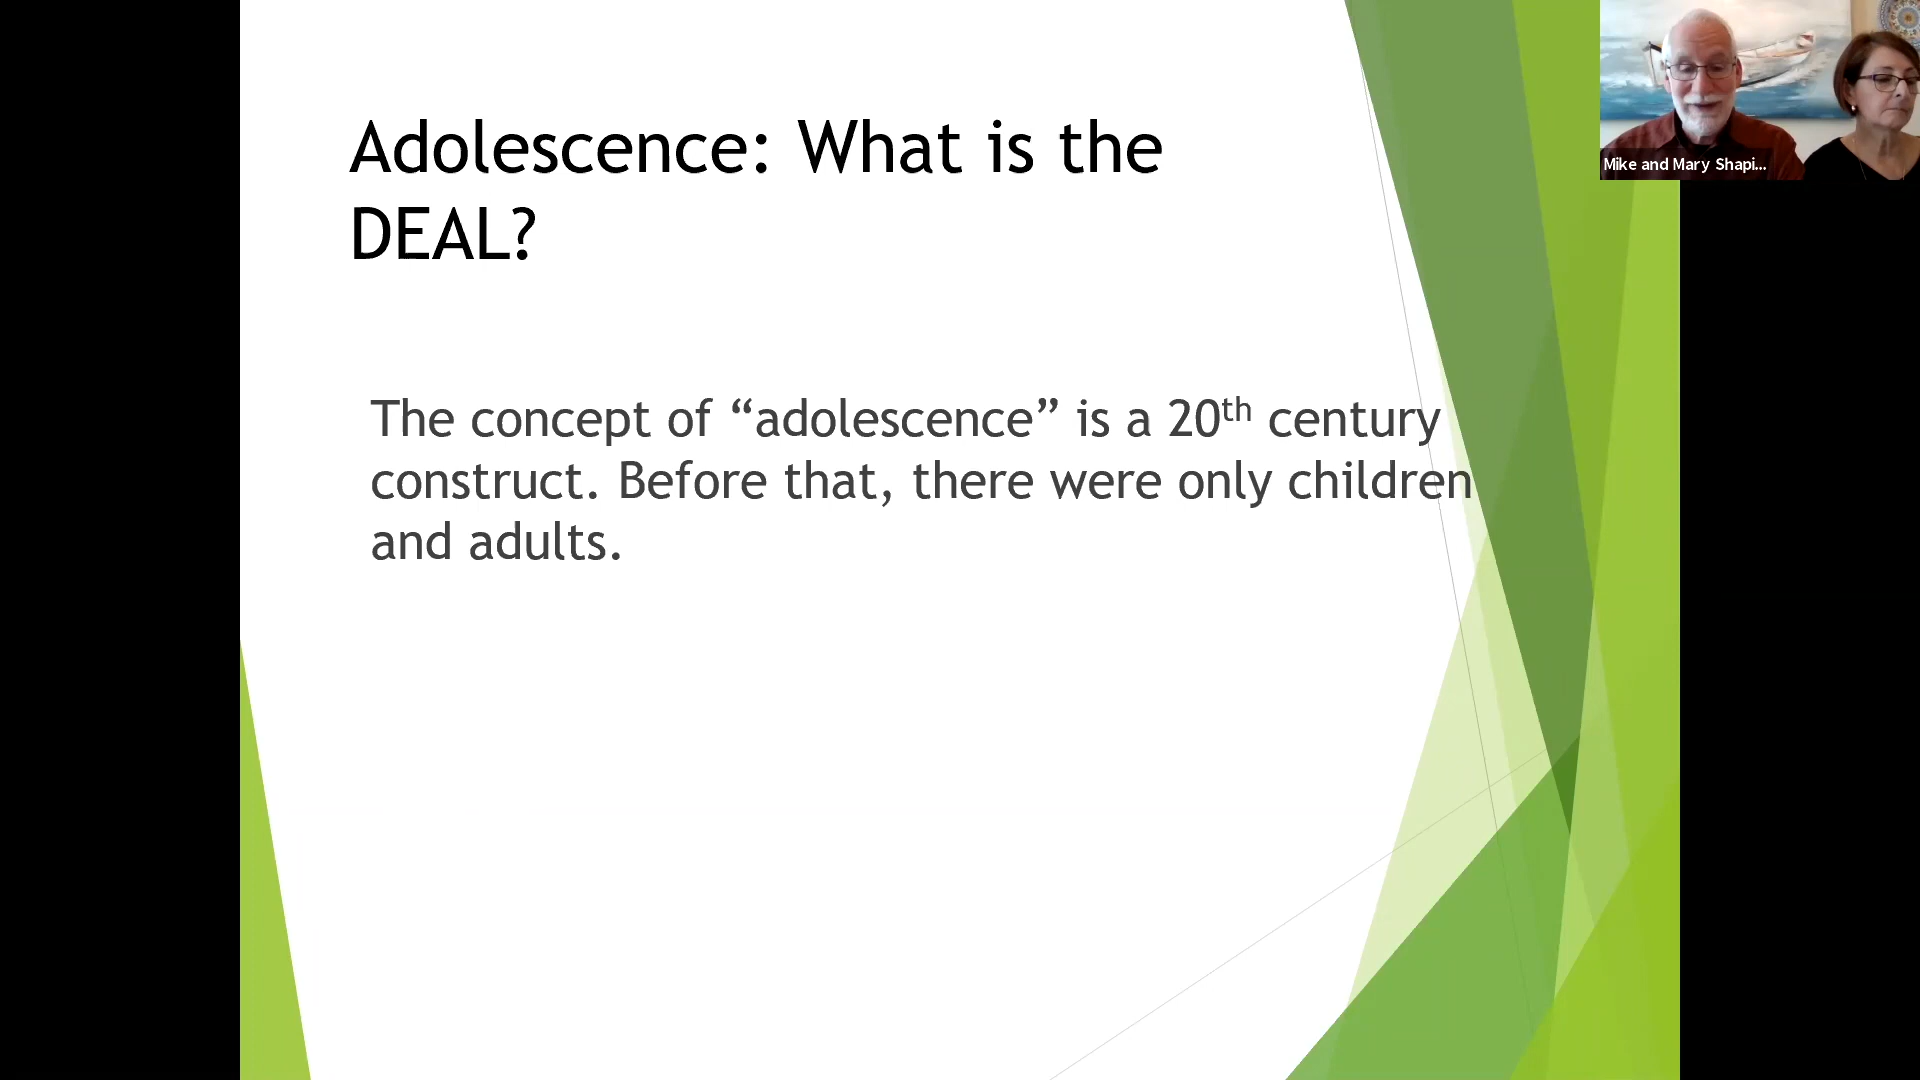 Adolescence: What is the
DEAL?
The concept of “adolescence” is a 20th century
construct. Before that, there were only children
and adults.
Mike and Mary Shapi...